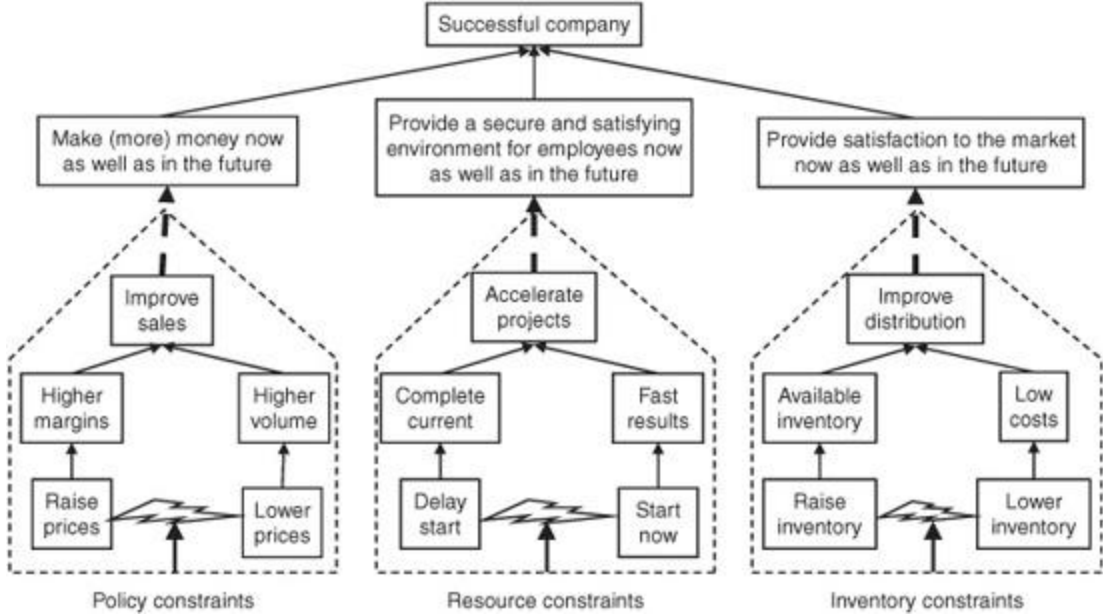 Successful company
Make (more) money now
as well as in the future
Provide a secure and satisfying
environment for employees now
as well as in the future
Provide satisfaction to the market
now as well as in the future
Improve
sales
Accelerate
projects
Improve
distribution
Higher
margins
Higher
volume
Complete
current
Fast
results
Available
inventory
Low
costs
Raise
prices
Lower
prices
Delay
start
Start
now
Raise
inventory
Lower
inventory
Policy constraints
Resource constraints
Inventory constraints